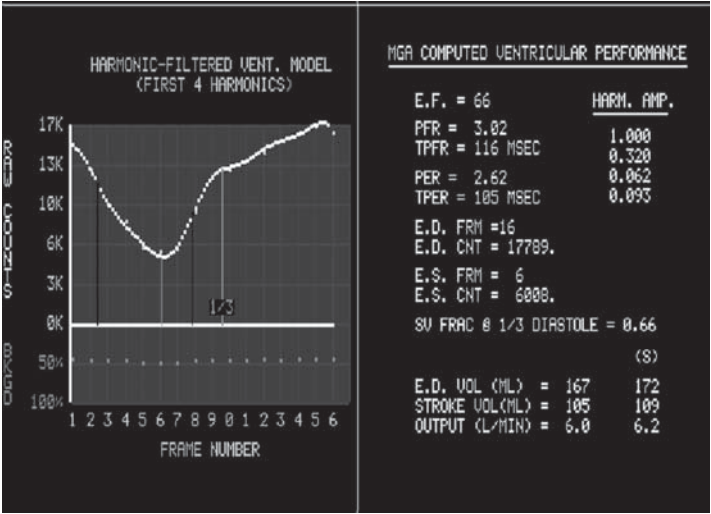 HARMONIC-FILTERED VENT. MODEL
(FIRST 4 HARMONICS)
RAW COUNTS
17K
13K
10K
6K
3K
0K
1/3
BKGD
50%
100%
1 2 3 4 5 6 7 8 9 0 1 2 3 4 5 6
FRAME NUMBER
MGA COMPUTED VENTRICULAR PERFORMANCE
E.F. = 66 HARM. AMP.
PFR = 3.02 1.000
TPFR = 116 MSEC 0.320
PER = 2.62 0.062
TPER = 105 MSEC 0.093
E.D. FRM =16
E.D. CNT = 17789.
E.S. FRM = 6
E.S. CNT = 6008.
SV FRAC @ 1/3 DIASTOLE = 0.66
(S)
E.D. VOL (ML) = 167 172
STROKE VOL(ML) = 105 109
OUTPUT (L/MIN) = 6.0 6.2